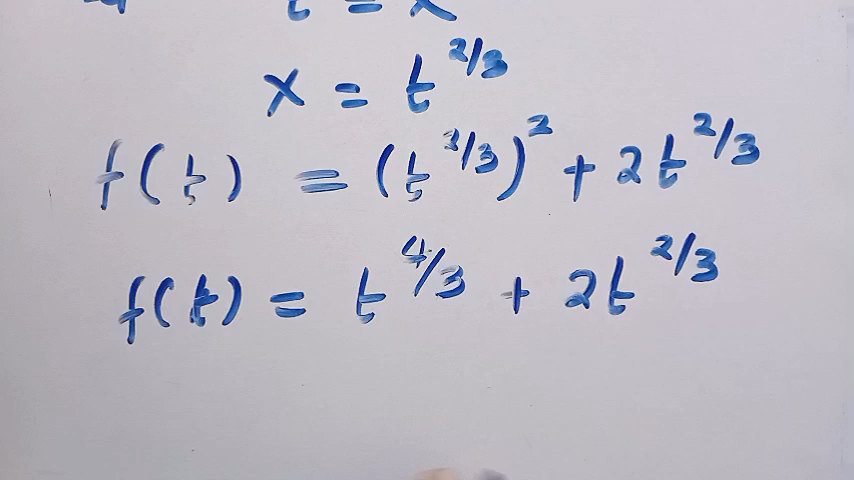 t = x
x = t^{2/3}
f(t) = (t^{2/3})^2 + 2t^{2/3}
f(t) = t^{4/3} + 2t^{2/3}